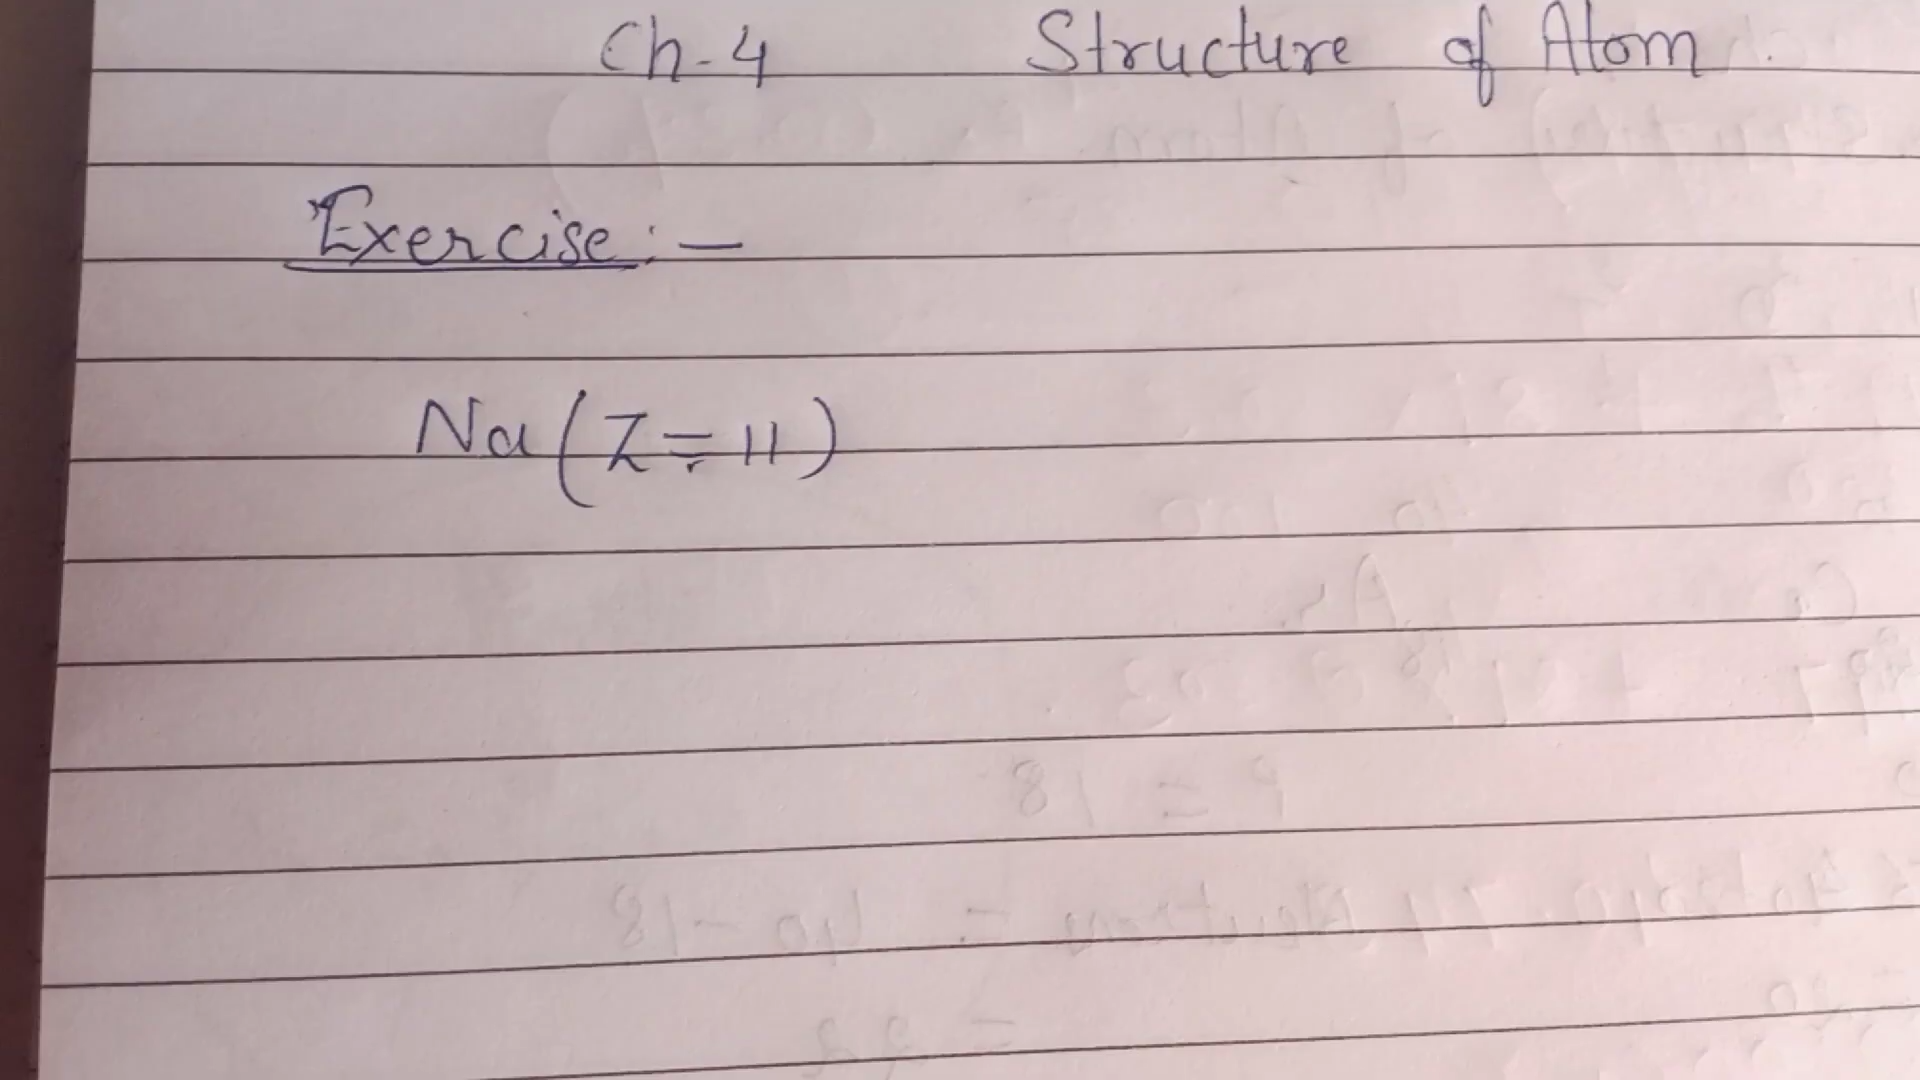 Ch-4 Structure of Atom.
Exercise:-
Na (Z = 11)